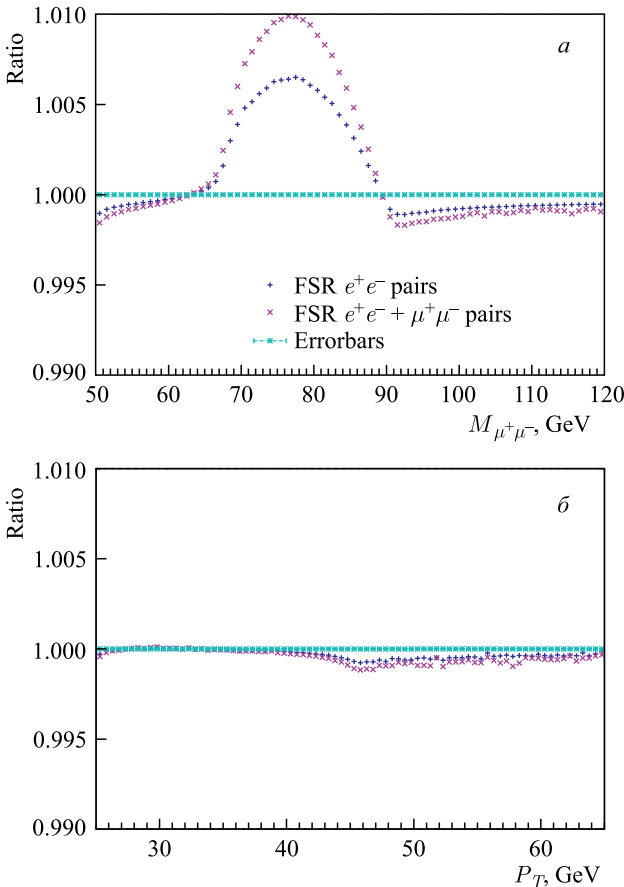 Ratio
1.010
1.005
1.000
0.995
0.990
a
FSR e⁺e⁻ pairs
FSR e⁺e⁻ + μ⁺μ⁻ pairs
Errorbars
50 60 70 80 90 100 110 120
M_μ⁺μ⁻, GeV
Ratio
1.010
1.005
1.000
0.995
0.990
б
30 40 50 60
P_T, GeV